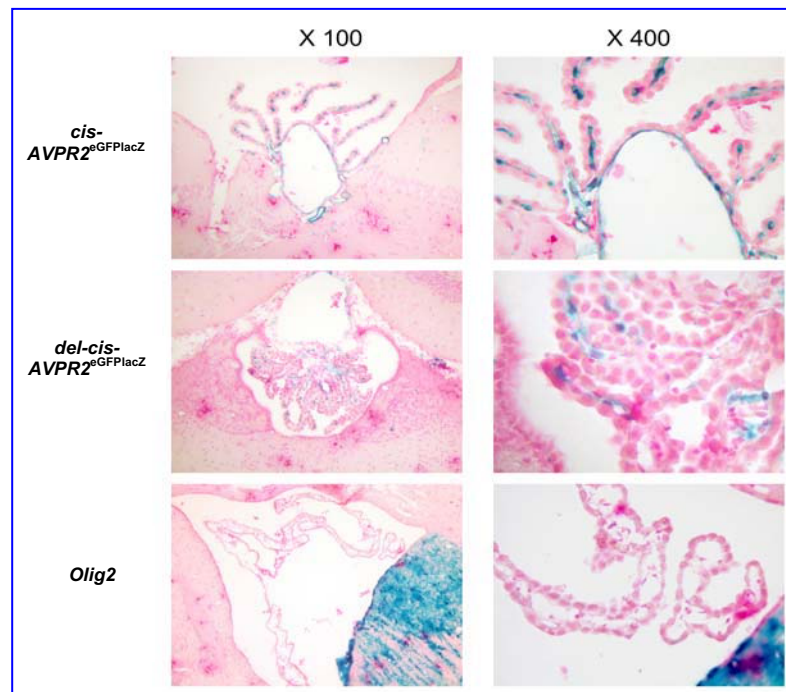 X 100 X 400
cis-
AVPR2eGFPlacZ
del-cis-
AVPR2eGFPlacZ
Olig2